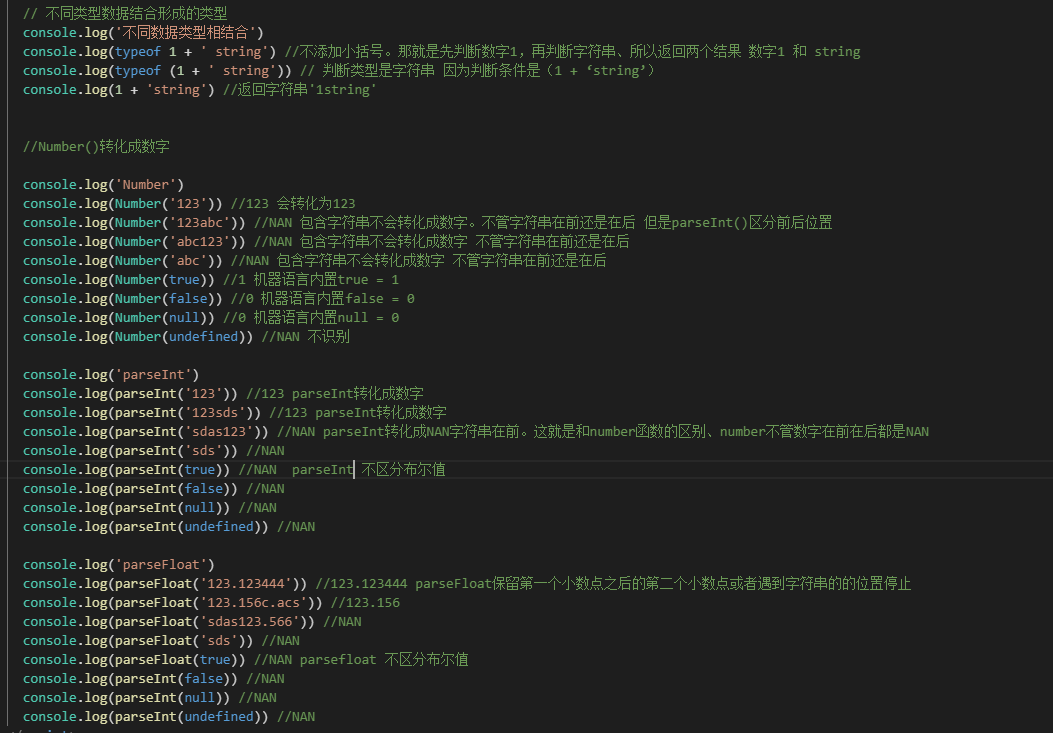 // 不同类型数据结合形成的类型
console.log('不同数据类型相结合')
console.log(typeof 1 + ' string') //不添加小括号。那就是先判断数字1，再判断字符串、所以返回两个结果 数字1 和 string
console.log(typeof (1 + ' string')) // 判断类型是字符串 因为判断条件是（1 + ‘string’）
console.log(1 + 'string') //返回字符串'1string'
//Number()转化成数字
console.log('Number')
console.log(Number('123')) //123 会转化为123
console.log(Number('123abc')) //NAN 包含字符串不会转化成数字。不管字符串在前还是在后 但是parseInt()区分前后位置
console.log(Number('abc123')) //NAN 包含字符串不会转化成数字 不管字符串在前还是在后
console.log(Number('abc')) //NAN 包含字符串不会转化成数字 不管字符串在前还是在后
console.log(Number(true)) //1 机器语言内置true = 1
console.log(Number(false)) //0 机器语言内置false = 0
console.log(Number(null)) //0 机器语言内置null = 0
console.log(Number(undefined)) //NAN 不识别
console.log('parseInt')
console.log(parseInt('123')) //123 parseInt转化成数字
console.log(parseInt('123sds')) //123 parseInt转化成数字
console.log(parseInt('sdas123')) //NAN parseInt转化成NAN字符串在前。这就是和number函数的区别、number不管数字在前在后都是NAN
console.log(parseInt('sds')) //NAN
console.log(parseInt(true)) //NAN  parseInt 不区分布尔值
console.log(parseInt(false)) //NAN
console.log(parseInt(null)) //NAN
console.log(parseInt(undefined)) //NAN
console.log('parseFloat')
console.log(parseFloat('123.123444')) //123.123444 parseFloat保留第一个小数点之后的第二个小数点或者遇到字符串的的位置停止
console.log(parseFloat('123.156c.acs')) //123.156
console.log(parseFloat('sdas123.566')) //NAN
console.log(parseFloat('sds')) //NAN
console.log(parseFloat(true)) //NAN parsefloat 不区分布尔值
console.log(parseInt(false)) //NAN
console.log(parseInt(null)) //NAN
console.log(parseInt(undefined)) //NAN